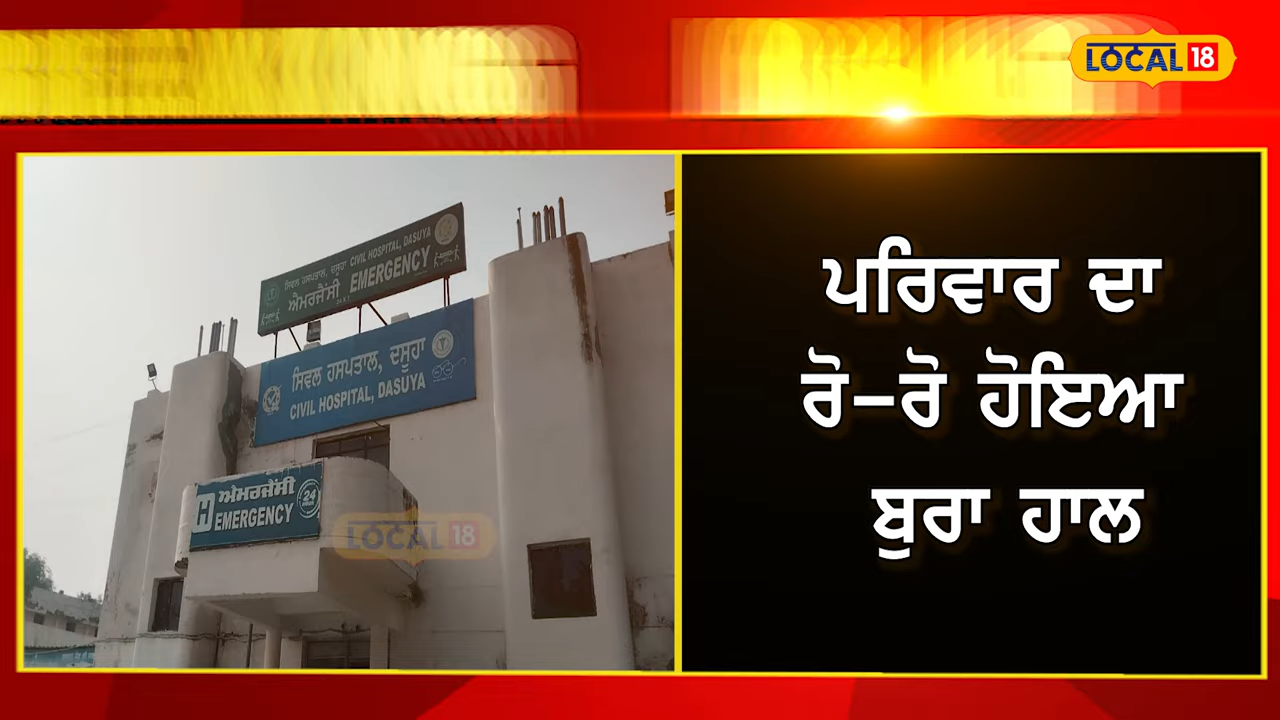 LOCAL 18
ਸਿਵਲ ਹਸਪਤਾਲ, ਦਸੂਹਾ CIVIL HOSPITAL, DASUYA
ਐਮਰਜੈਂਸੀ EMERGENCY
ਸਿਵਲ ਹਸਪਤਾਲ, ਦਸੂਹਾ
CIVIL HOSPITAL, DASUYA
H ਐਮਰਜੈਂਸੀ 24
EMERGENCY
LOCAL 18
ਪਰਿਵਾਰ ਦਾ
ਰੋ-ਰੋ ਹੋਇਆ
ਬੁਰਾ ਹਾਲ